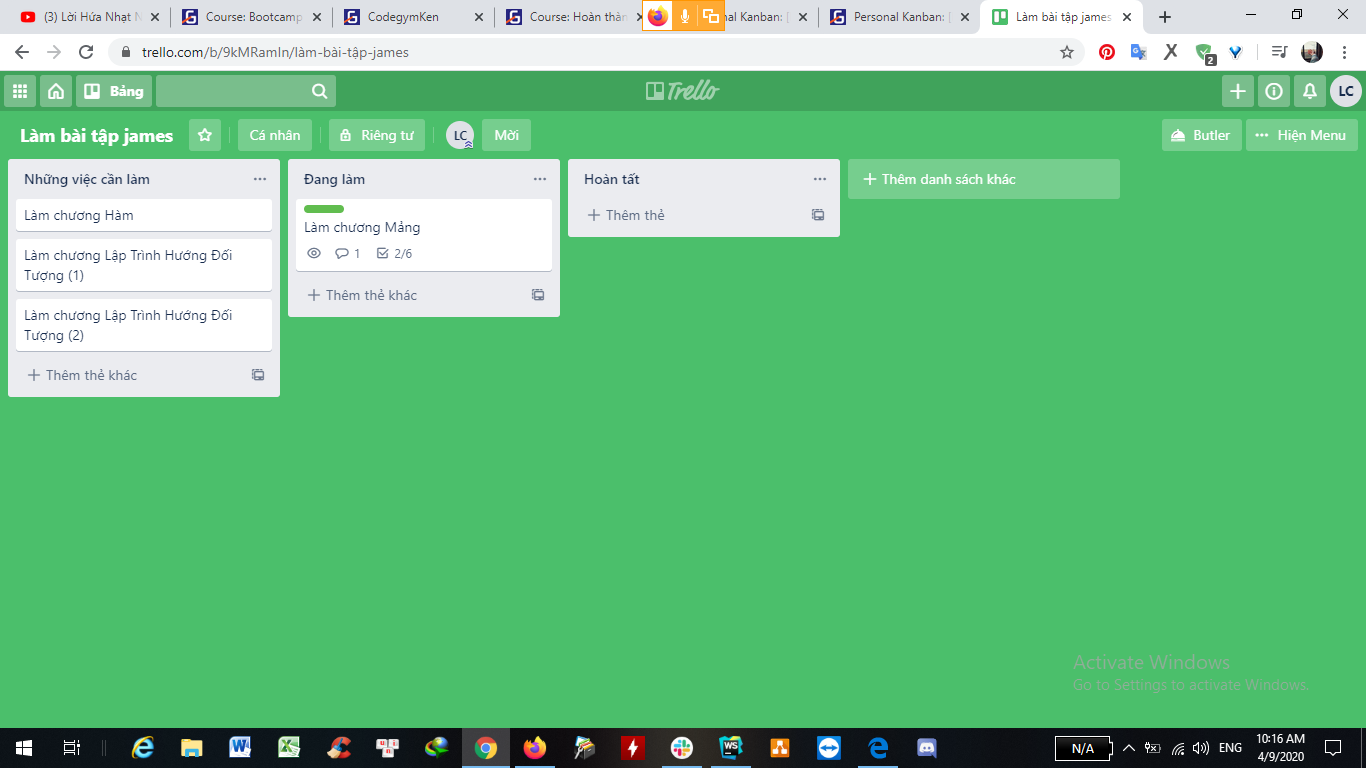 (3) Lời Hứa Nhạt N
Course: Bootcamp
CodegymKen
Course: Hoàn thàn
nal Kanban: [
Personal Kanban: [
Làm bài tập james
trello.com/b/9kMRamIn/làm-bài-tập-james
2
Bảng
Trello
LC
Làm bài tập james
Cá nhân
Riêng tư
LC
Mời
Butler
Hiện Menu
Những việc cần làm
Làm chương Hàm
Làm chương Lập Trình Hướng Đối
Tượng (1)
Làm chương Lập Trình Hướng Đối
Tượng (2)
Thêm thẻ khác
Đang làm
Làm chương Mảng
1
2/6
Thêm thẻ khác
Hoàn tất
Thêm thẻ
Thêm danh sách khác
Activate Windows
Go to Settings to activate Windows.
N/A
ENG
10:16 AM
4/9/2020